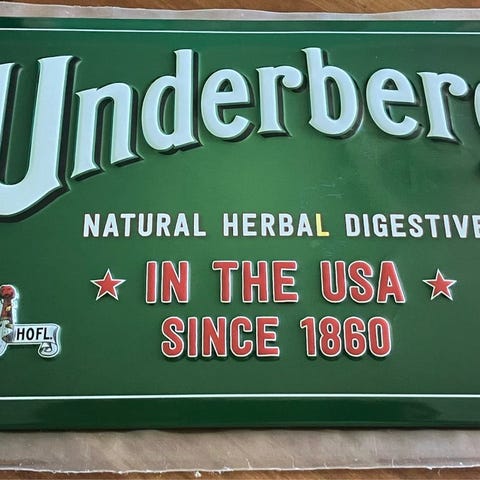 Underberg
NATURAL HERBAL DIGESTIVE
IN THE USA
SINCE 1860
HOFL.